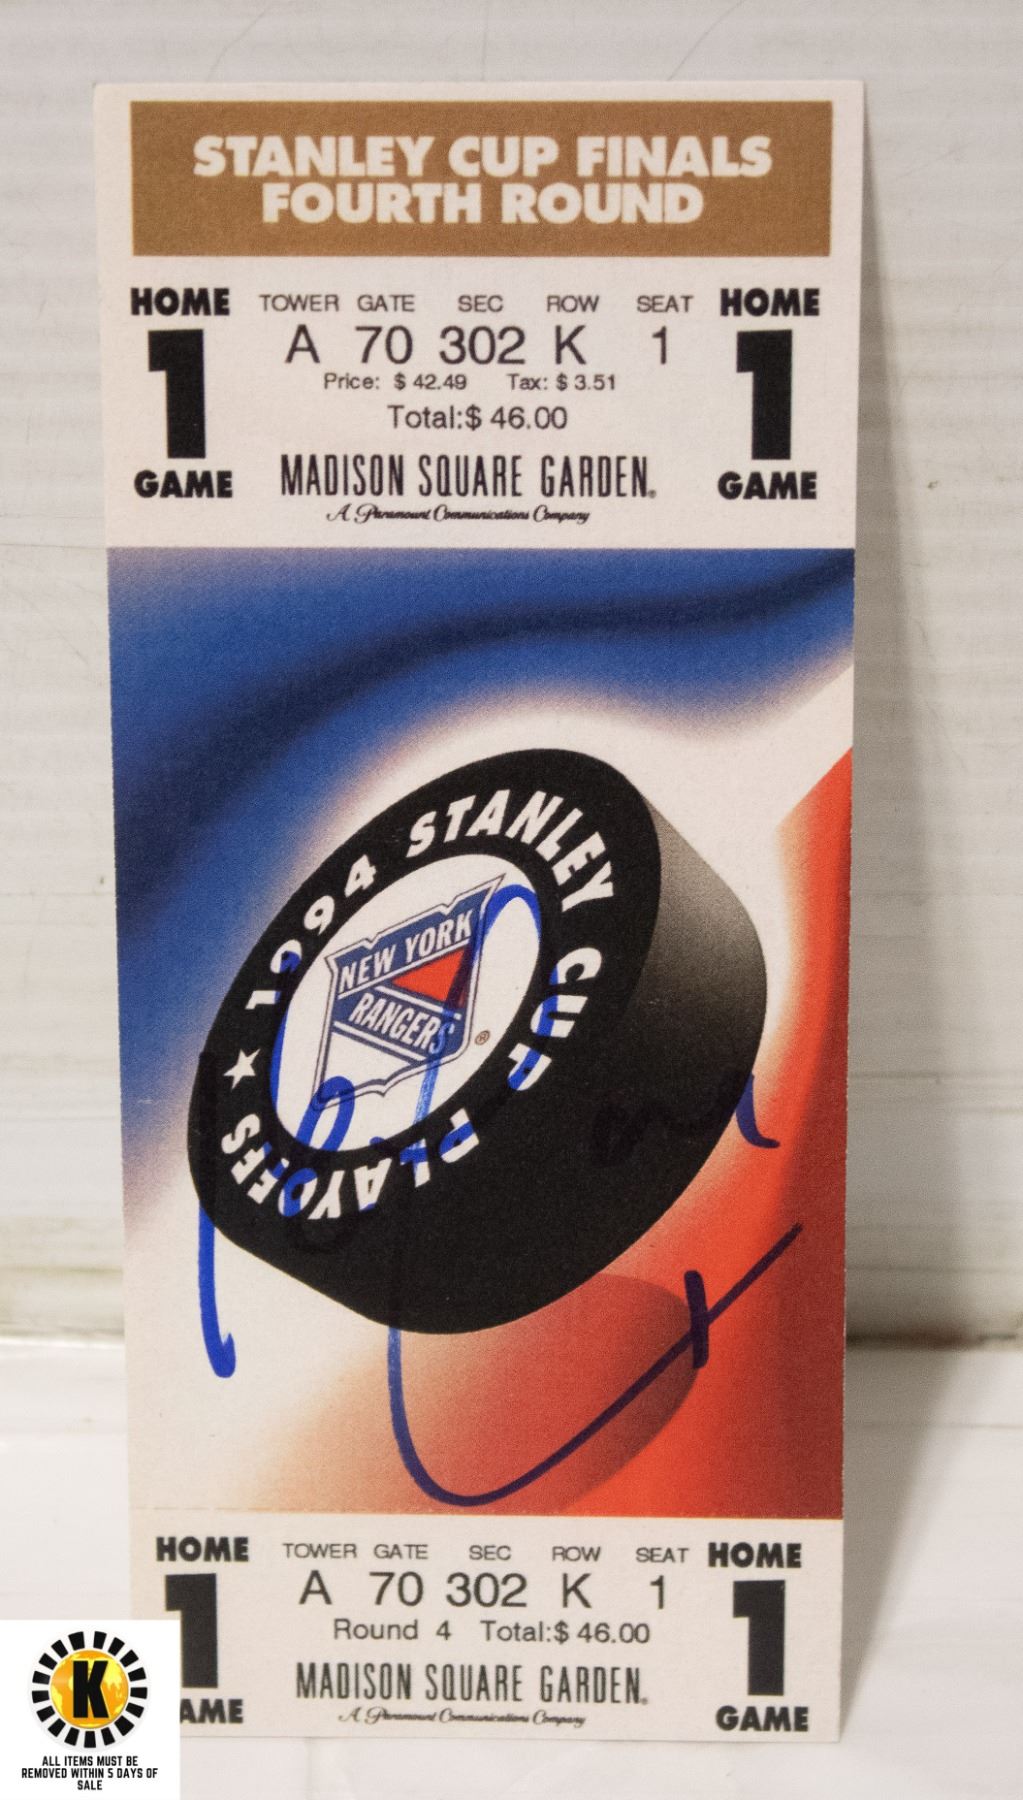 STANLEY CUP FINALS
FOURTH ROUND
HOME TOWER GATE SEC ROW SEAT HOME
1 A 70 302 K 1 1
Price: $ 42.49 Tax: $ 3.51
Total:$ 46.00
GAME MADISON SQUARE GARDEN® GAME
A Paramount Communications Company
★ 1994 STANLEY CUP PLAYOFFS
NEW YORK
RANGERS ®
HOME TOWER GATE SEC ROW SEAT HOME
1 A 70 302 K 1 1
Round 4 Total:$ 46.00
MADISON SQUARE GARDEN®
AME A Paramount Communications Company GAME
K
ALL ITEMS MUST BE
REMOVED WITHIN 5 DAYS OF
SALE